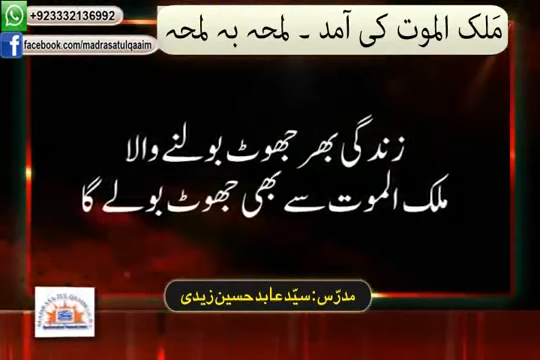 +923332136992
facebook.com/madrasatulqaaim
مَلک الموت کی آمد ۔ لمحہ بہ لمحہ
زندگی بھر جھوٹ بولنے والا
ملک الموت سے بھی جھوٹ بولے گا
مدرّس: سیّد عابد حسین زیدی